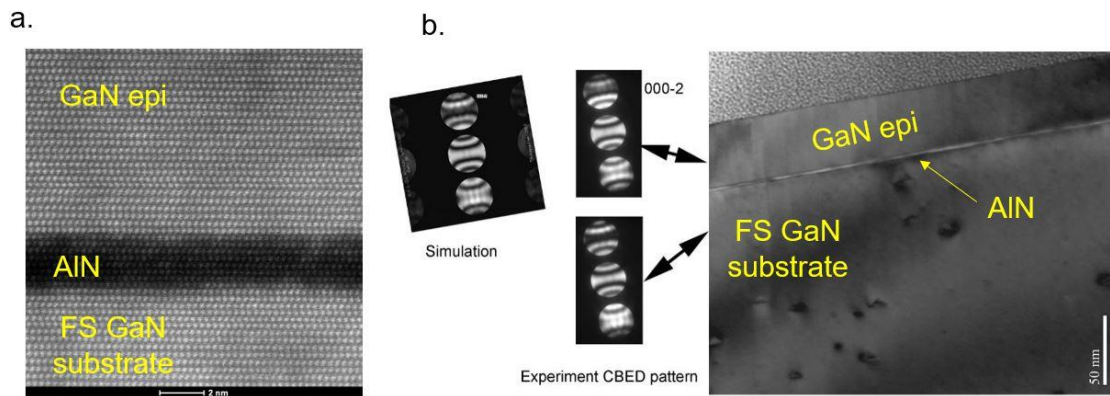 a.
GaN epi
AlN
FS GaN
substrate
2 nm
b.
Simulation
000-2
Experiment CBED pattern
GaN epi
AlN
FS GaN
substrate
50 nm